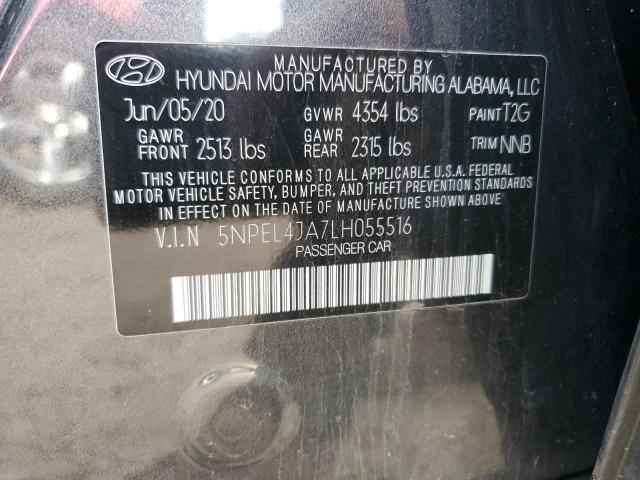 MANUFACTURED BY
HYUNDAI MOTOR MANUFACTURING ALABAMA, LLC
Jun/05/20 GVWR 4354 lbs PAINT T2G
GAWR FRONT 2513 lbs GAWR REAR 2315 lbs TRIM NNB
THIS VEHICLE CONFORMS TO ALL APPLICABLE U.S.A. FEDERAL
MOTOR VEHICLE SAFETY, BUMPER, AND THEFT PREVENTION STANDARDS
IN EFFECT ON THE DATE OF MANUFACTURE SHOWN ABOVE.
V.I.N 5NPEL4JA7LH055516
PASSENGER CAR